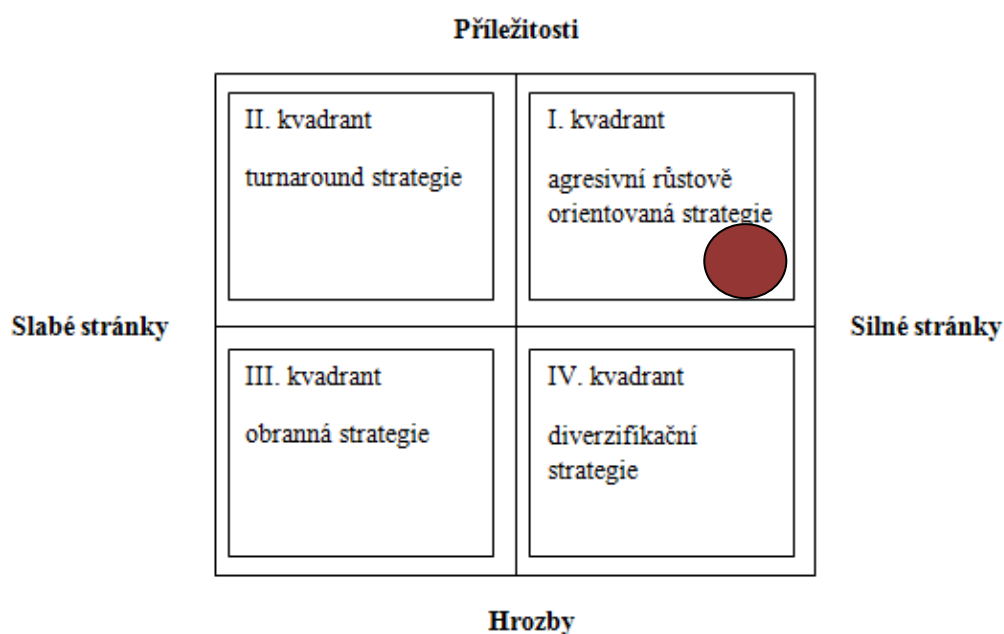 Příležitosti
II. kvadrant
turnaround strategie
I. kvadrant
agresivní růstově
orientovaná strategie
Slabé stránky
Silné stránky
III. kvadrant
obranná strategie
IV. kvadrant
diverzifikační
strategie
Hrozby